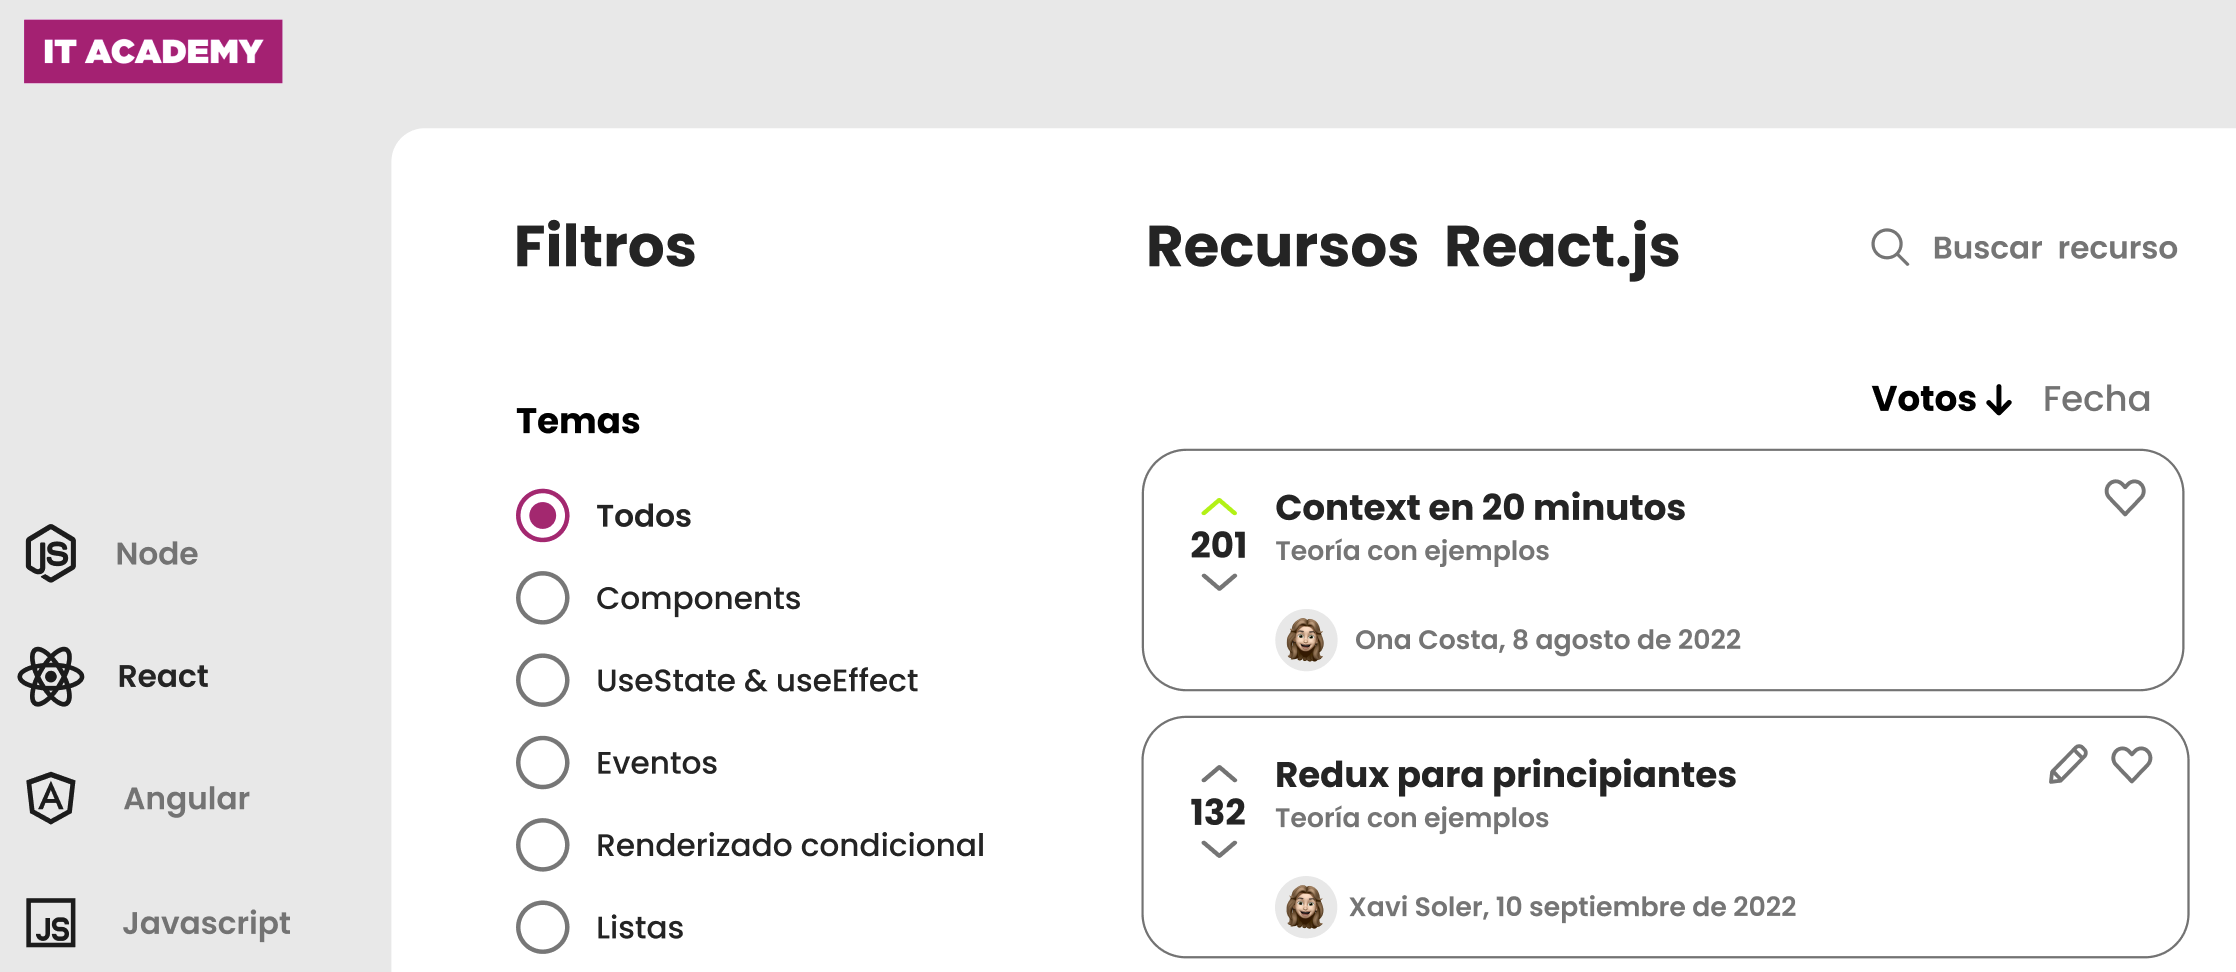 IT ACADEMY
Node
React
Angular
JS
Javascript
Filtros
Temas
Todos
Components
UseState & useEffect
Eventos
Renderizado condicional
Listas
Recursos React.js
Buscar recurso
Votos Fecha
Context en 20 minutos
201
Teoría con ejemplos
Ona Costa, 8 agosto de 2022
Redux para principiantes
132
Teoría con ejemplos
Xavi Soler, 10 septiembre de 2022